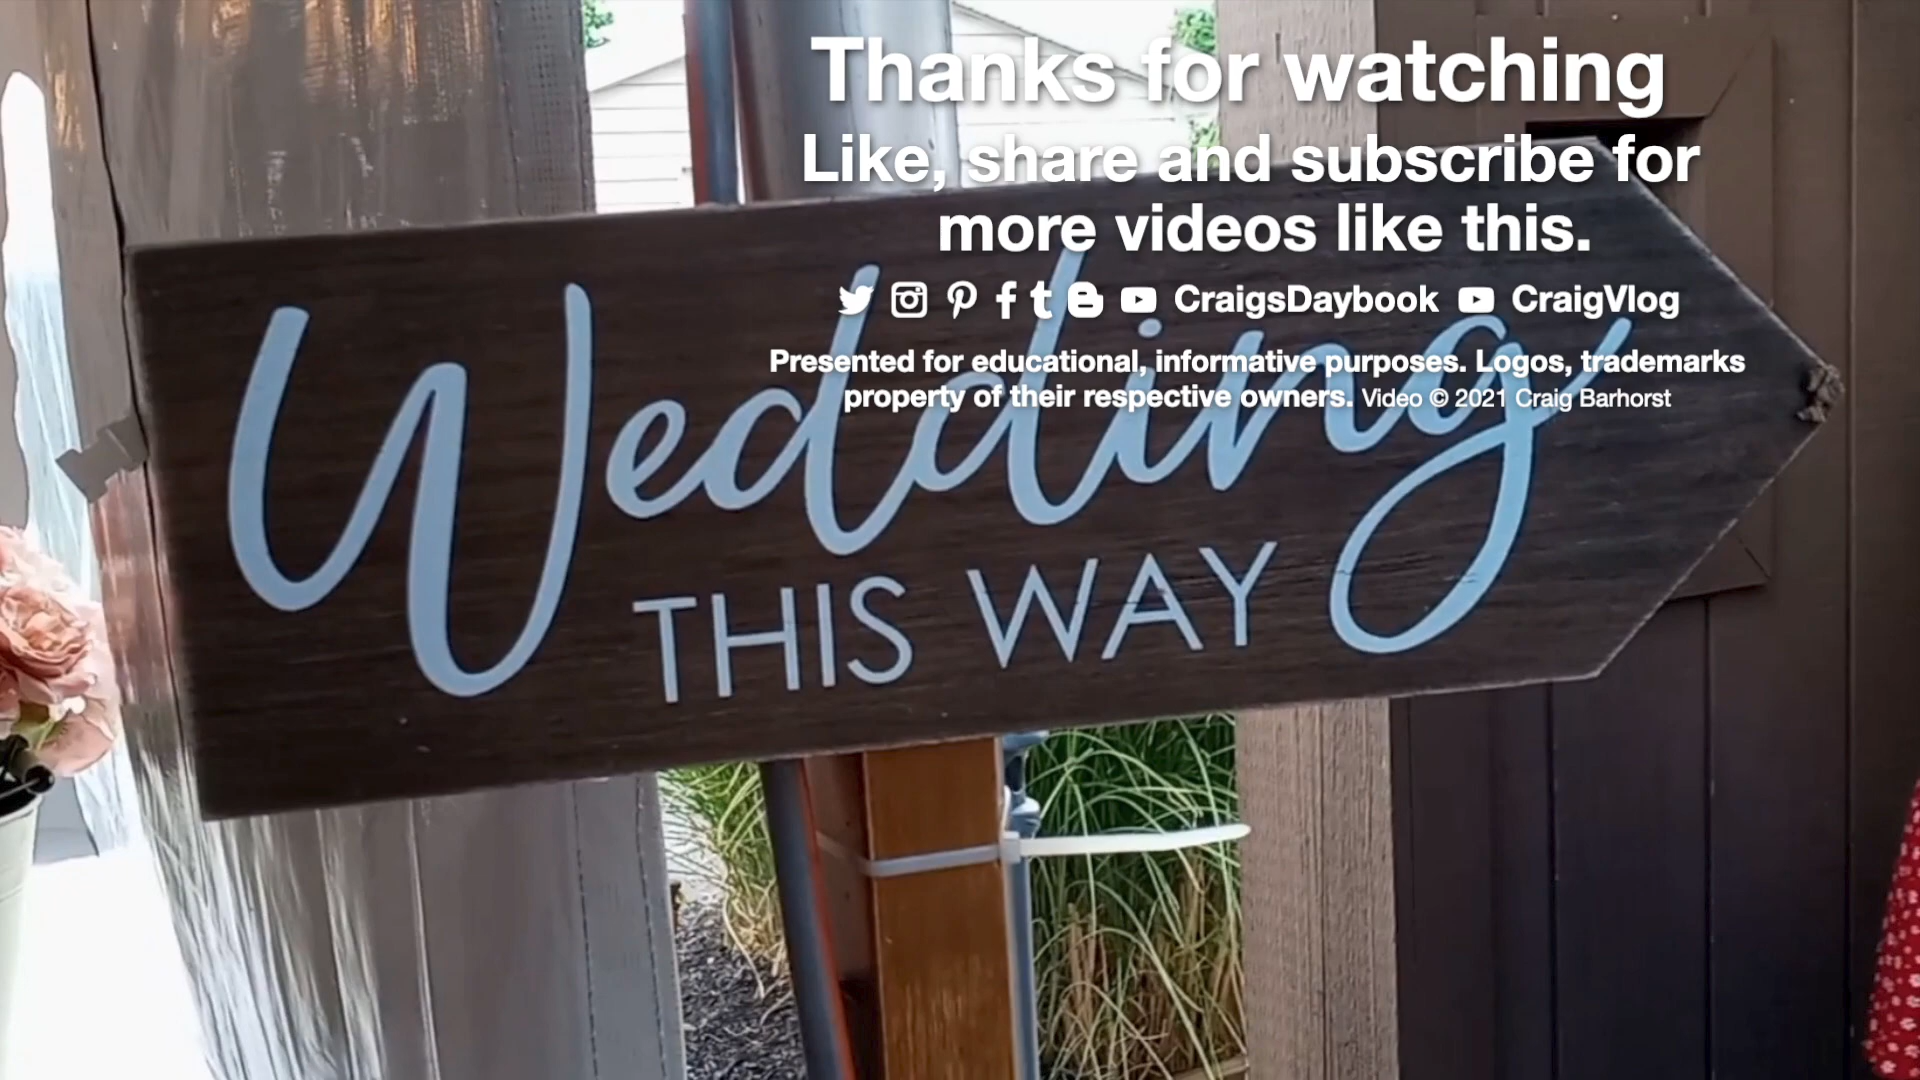 Thanks for watching
Like, share and subscribe for
more videos like this.
CraigsDaybook CraigVlog
Presented for educational, informative purposes. Logos, trademarks
property of their respective owners. Video © 2021 Craig Barhorst
Wedding
THIS WAY